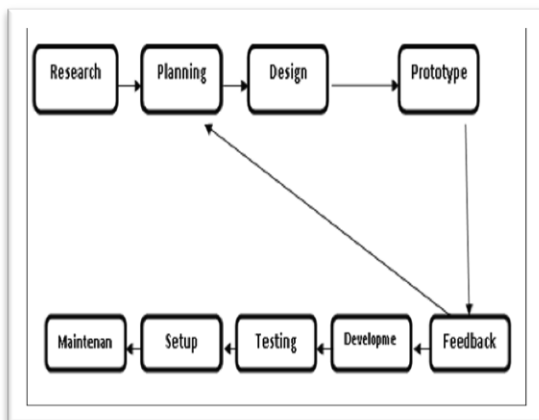 Research
Planning
Design
Prototype
Maintenan
Setup
Testing
Developme
Feedback